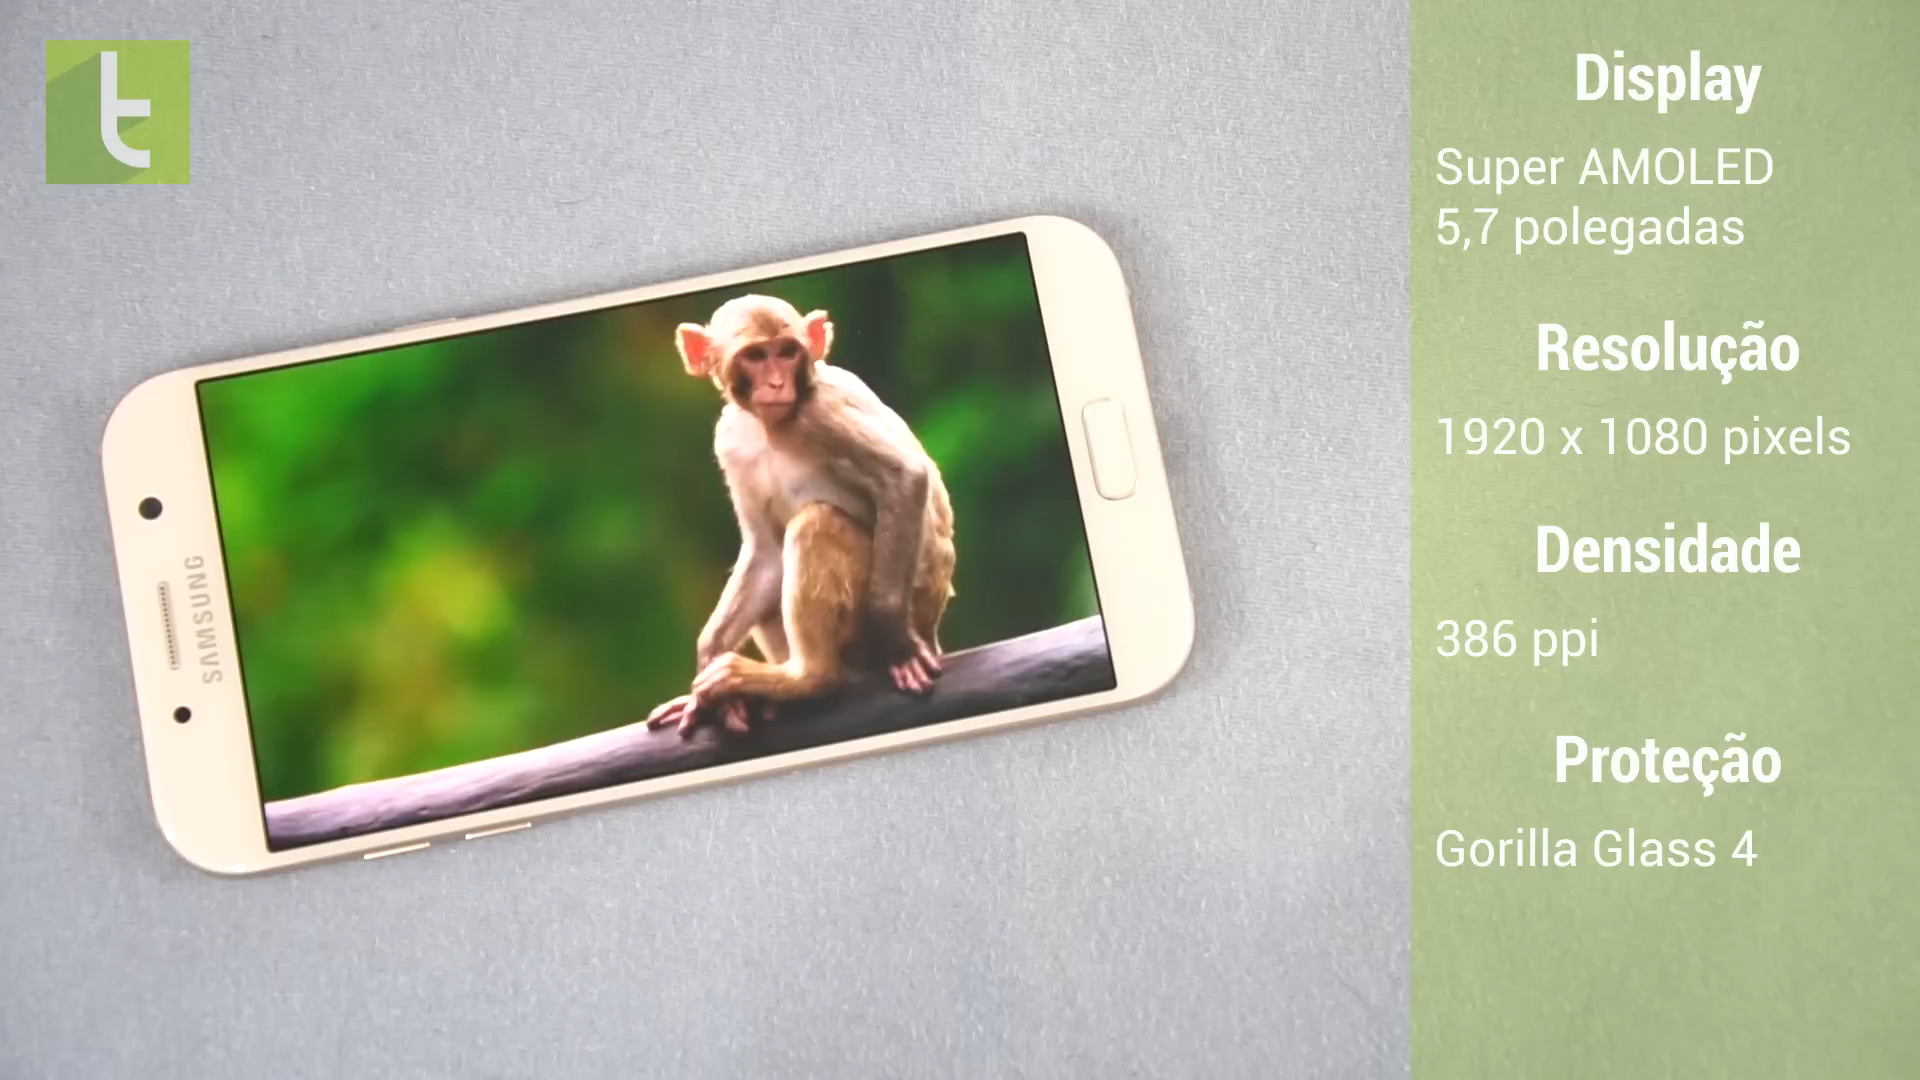 t
SAMSUNG
Display
Super AMOLED
5,7 polegadas
Resolução
1920 x 1080 pixels
Densidade
386 ppi
Proteção
Gorilla Glass 4